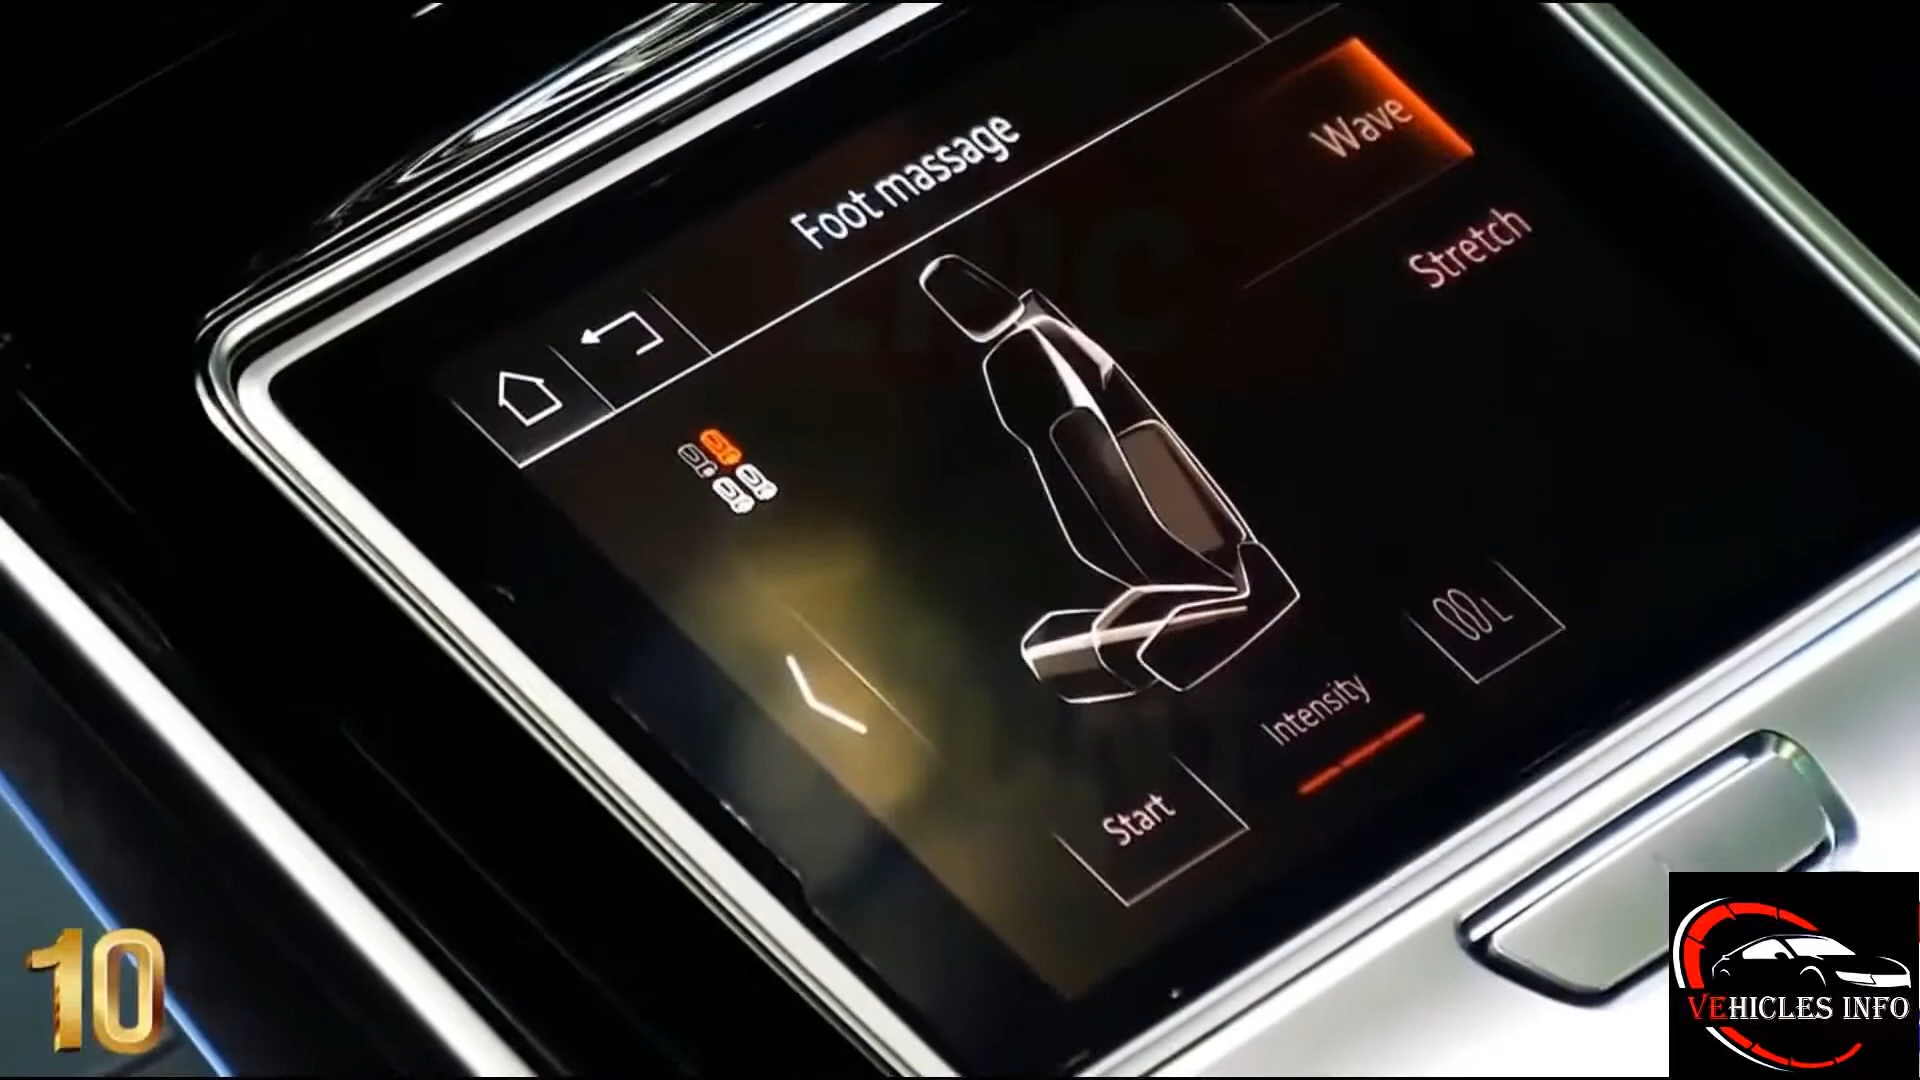 Foot massage
Wave
Stretch
Intensity
Start
10
VEHICLES INFO